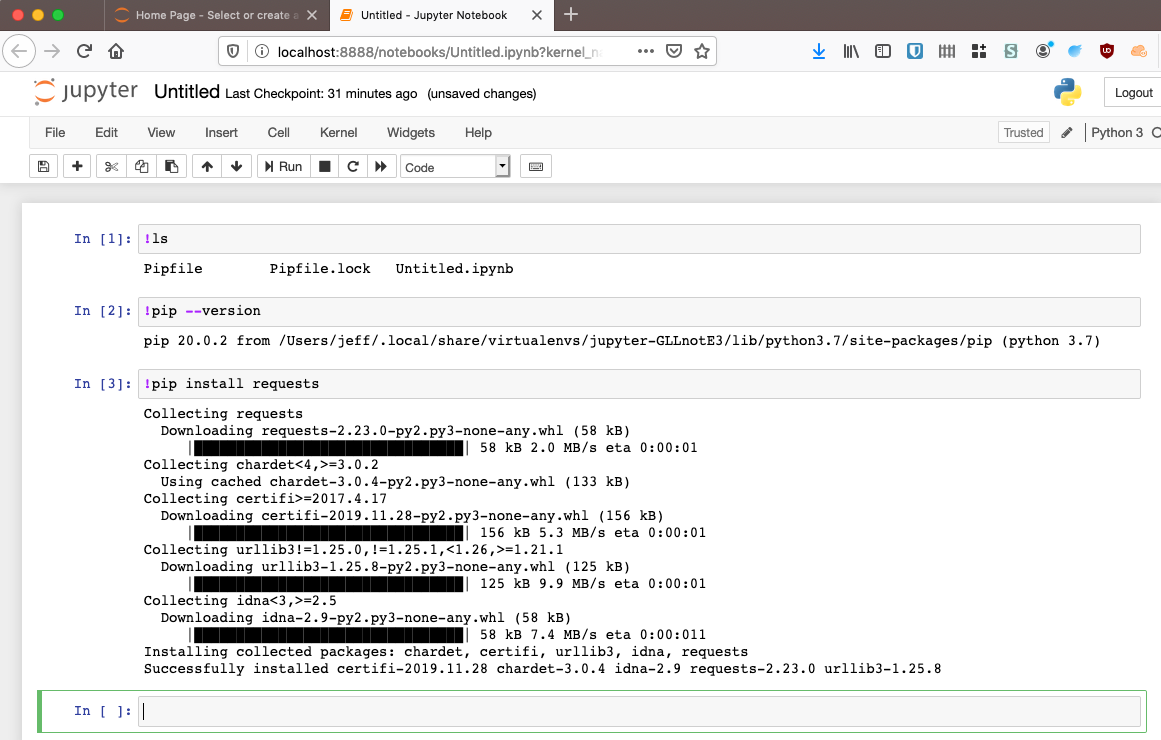 Home Page - Select or create a
Untitled - Jupyter Notebook
localhost:8888/notebooks/Untitled.ipynb?kernel_n
jupyter Untitled Last Checkpoint: 31 minutes ago (unsaved changes)
Logout
File Edit View Insert Cell Kernel Widgets Help
Trusted
Python 3
Run
Code
In [1]: !ls
Pipfile Pipfile.lock Untitled.ipynb
In [2]: !pip --version
pip 20.0.2 from /Users/jeff/.local/share/virtualenvs/jupyter-GLLnotE3/lib/python3.7/site-packages/pip (python 3.7)
In [3]: !pip install requests
Collecting requests
Downloading requests-2.23.0-py2.py3-none-any.whl (58 kB)
|████████████████████████████████| 58 kB 2.0 MB/s eta 0:00:01
Collecting chardet<4,>=3.0.2
Using cached chardet-3.0.4-py2.py3-none-any.whl (133 kB)
Collecting certifi>=2017.4.17
Downloading certifi-2019.11.28-py2.py3-none-any.whl (156 kB)
|████████████████████████████████| 156 kB 5.3 MB/s eta 0:00:01
Collecting urllib3!=1.25.0,!=1.25.1,<1.26,>=1.21.1
Downloading urllib3-1.25.8-py2.py3-none-any.whl (125 kB)
|████████████████████████████████| 125 kB 9.9 MB/s eta 0:00:01
Collecting idna<3,>=2.5
Downloading idna-2.9-py2.py3-none-any.whl (58 kB)
|████████████████████████████████| 58 kB 7.4 MB/s eta 0:00:011
Installing collected packages: chardet, certifi, urllib3, idna, requests
Successfully installed certifi-2019.11.28 chardet-3.0.4 idna-2.9 requests-2.23.0 urllib3-1.25.8
In [ ]: